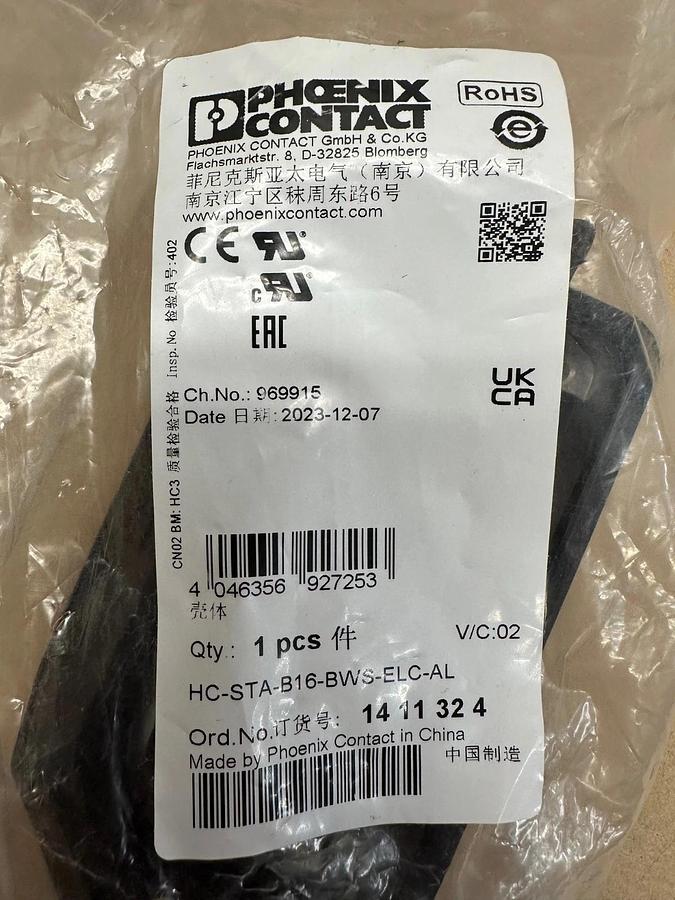 PHOENIX
CONTACT
RoHS
e
PHOENIX CONTACT GmbH & Co.KG
Flachsmarktstr. 8, D-32825 Blomberg
菲尼克斯亚太电气（南京）有限公司
南京江宁区秣周东路6号
www.phoenixcontact.com
CE RU®
cRU®
EAC
UK
CA
Ch.No.: 969915
Date 日期: 2023-12-07
CN02 BM: HC3 质量检验合格 Insp.No 检验员号:402
4 046356 927253
壳体
Qty.: 1 pcs 件
V/C:02
HC-STA-B16-BWS-ELC-AL
Ord.No.订货号: 14 11 32 4
Made by Phoenix Contact in China
中国制造